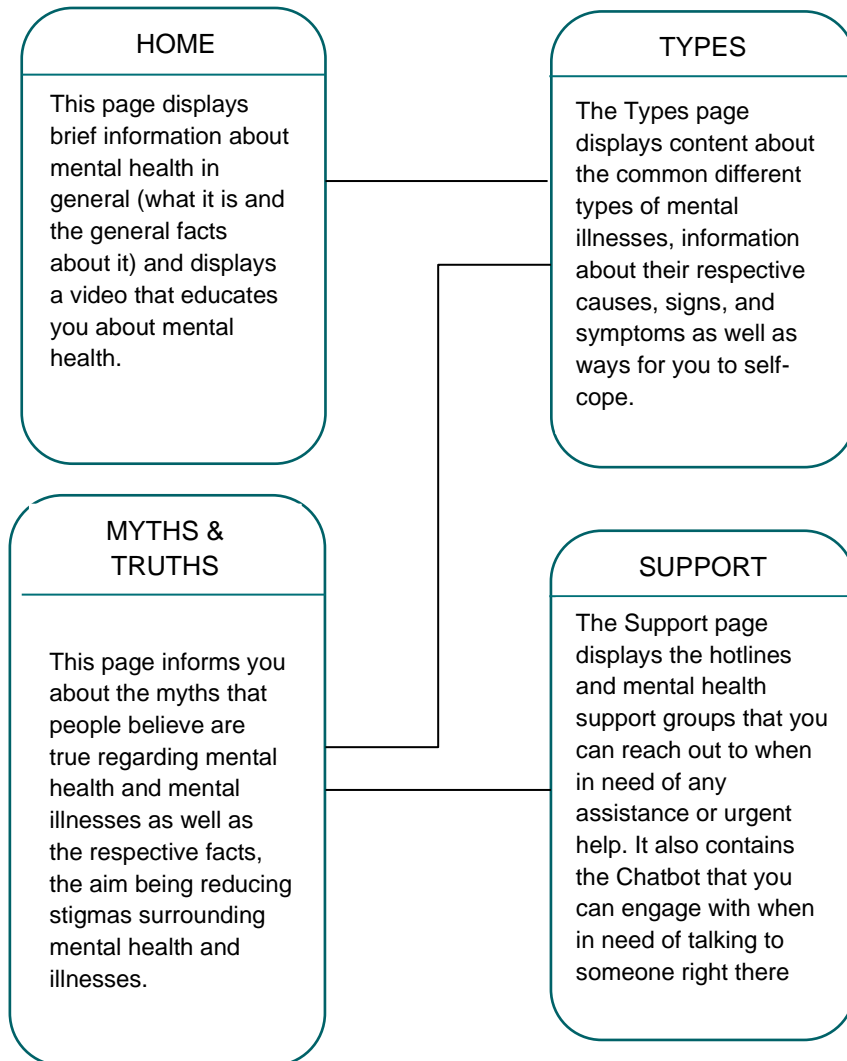 HOME
This page displays
brief information about
mental health in
general (what it is and
the general facts
about it) and displays
a video that educates
you about mental
health.
TYPES
The Types page
displays content about
the common different
types of mental
illnesses, information
about their respective
causes, signs, and
symptoms as well as
ways for you to self-
cope.
MYTHS &
TRUTHS
This page informs you
about the myths that
people believe are
true regarding mental
health and mental
illnesses as well as
the respective facts,
the aim being reducing
stigmas surrounding
mental health and
illnesses.
SUPPORT
The Support page
displays the hotlines
and mental health
support groups that you
can reach out to when
in need of any
assistance or urgent
help. It also contains
the Chatbot that you
can engage with when
in need of talking to
someone right there